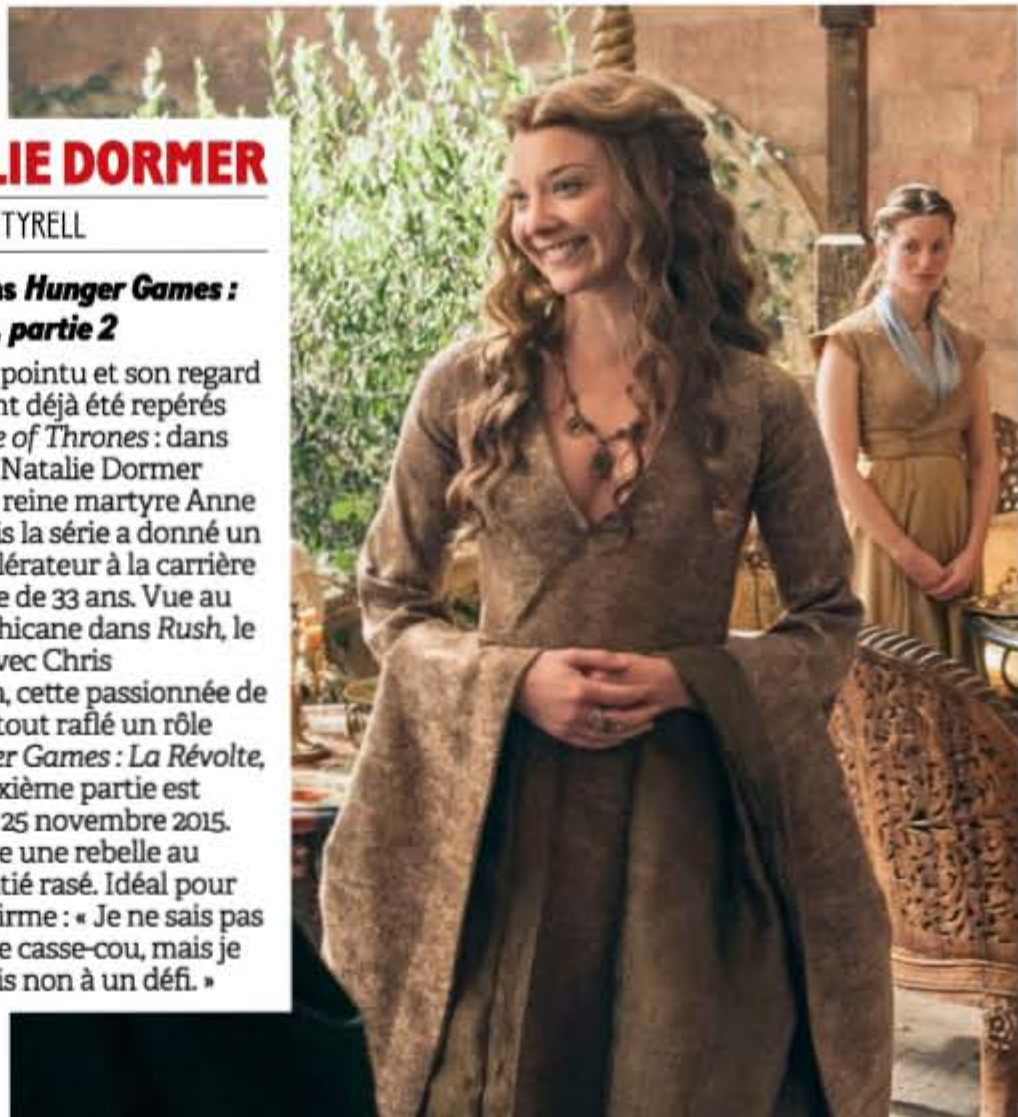 LIE DORMER
TYRELL
s Hunger Games :
, partie 2
pointu et son regard
nt déjà été repérés
e of Thrones : dans
Natalie Dormer
reine martyre Anne
is la série a donné un
lérateur à la carrière
e de 33 ans. Vue au
hicane dans Rush, le
vec Chris
n, cette passionnée de
tout raflé un rôle
er Games : La Révolte,
xième partie est
25 novembre 2015.
e une rebelle au
tié rasé. Idéal pour
irme : « Je ne sais pas
e casse-cou, mais je
is non à un défi. »